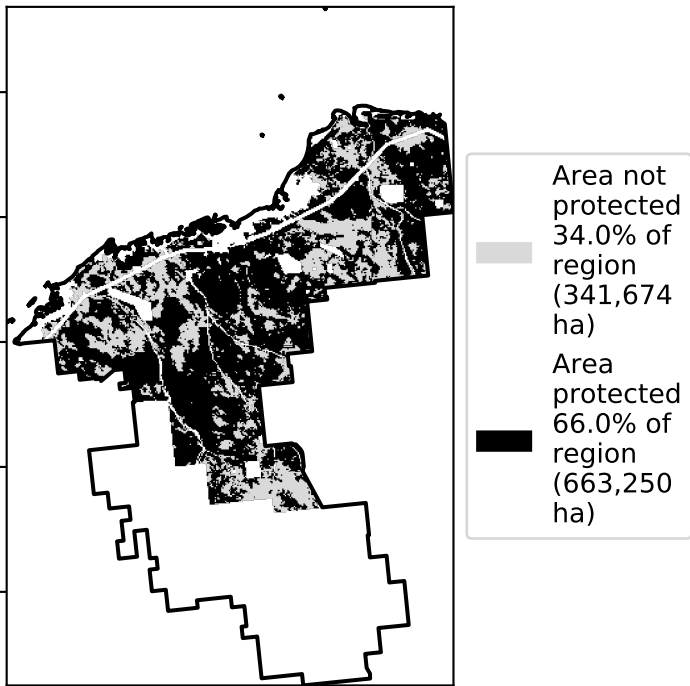 Area not
protected
34.0% of
region
(341,674
ha)
Area
protected
66.0% of
region
(663,250
ha)